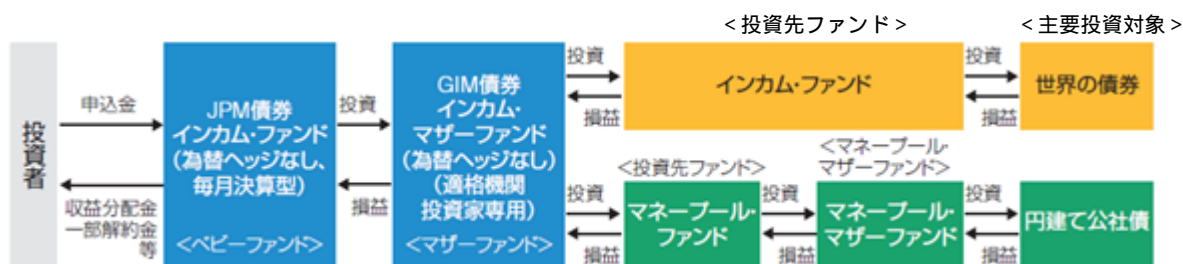 <投資先ファンド>
<主要投資対象>
投資者
申込金
収益分配金
一部解約金
等
JPM債券
インカム・ファンド
(為替ヘッジなし、
毎月決算型)
<ベビーファンド>
投資
損益
GIM債券
インカム・
マザーファンド
(為替ヘッジなし)
(適格機関
投資家専用)
<マザーファンド>
投資
損益
インカム・ファンド
投資
損益
世界の債券
投資
損益
<投資先ファンド>
マネープール・
ファンド
投資
損益
<マネープール・
マザーファンド>
マネープール・
マザーファンド
投資
損益
円建て公社債